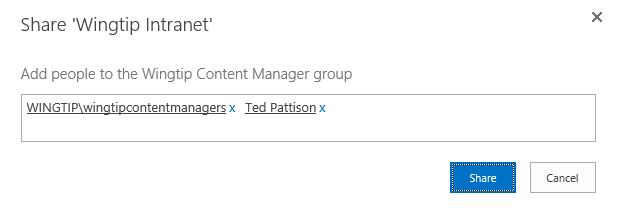 Share 'Wingtip Intranet'
Add people to the Wingtip Content Manager group
WINGTIP\wingtipcontentmanagers x Ted Pattison x
Share Cancel